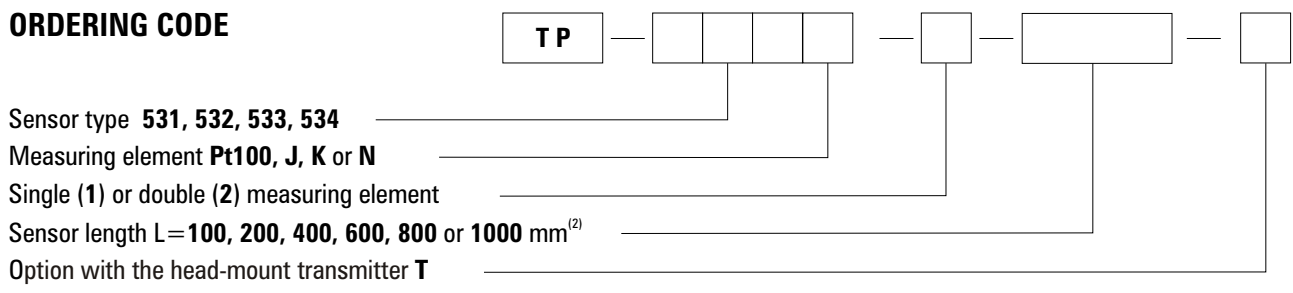 ORDERING CODE
T P
Sensor type 531, 532, 533, 534
Measuring element Pt100, J, K or N
Single (1) or double (2) measuring element
Sensor length L=100, 200, 400, 600, 800 or 1000 mm(2)
Option with the head-mount transmitter T